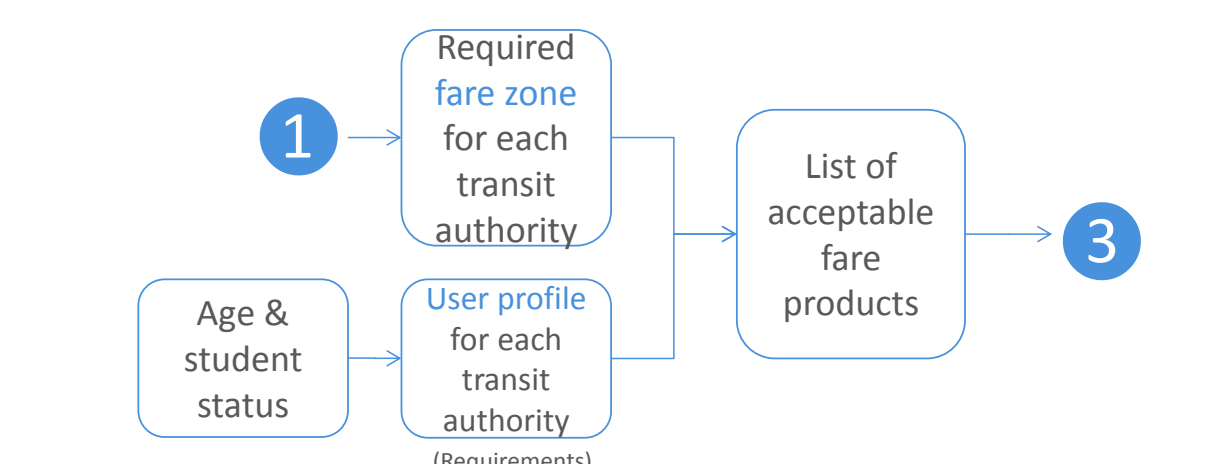 1
Required
fare zone
for each
transit
authority
Age &
student
status
User profile
for each
transit
authority
(Requirements)
List of
acceptable
fare
products
3